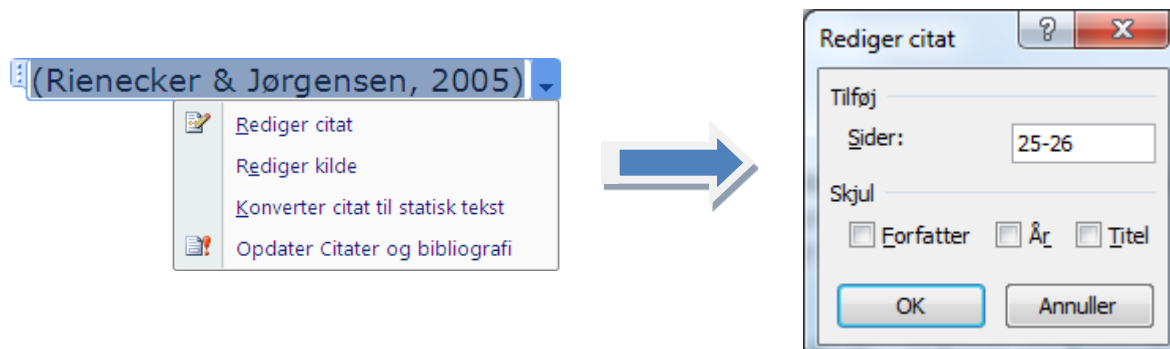 (Rienecker & Jørgensen, 2005)
Rediger citat
Rediger kilde
Konverter citat til statisk tekst
Opdater Citater og bibliografi
Rediger citat
Tilføj
Sider: 25-26
Skjul
Forfatter År Titel
OK Annuller